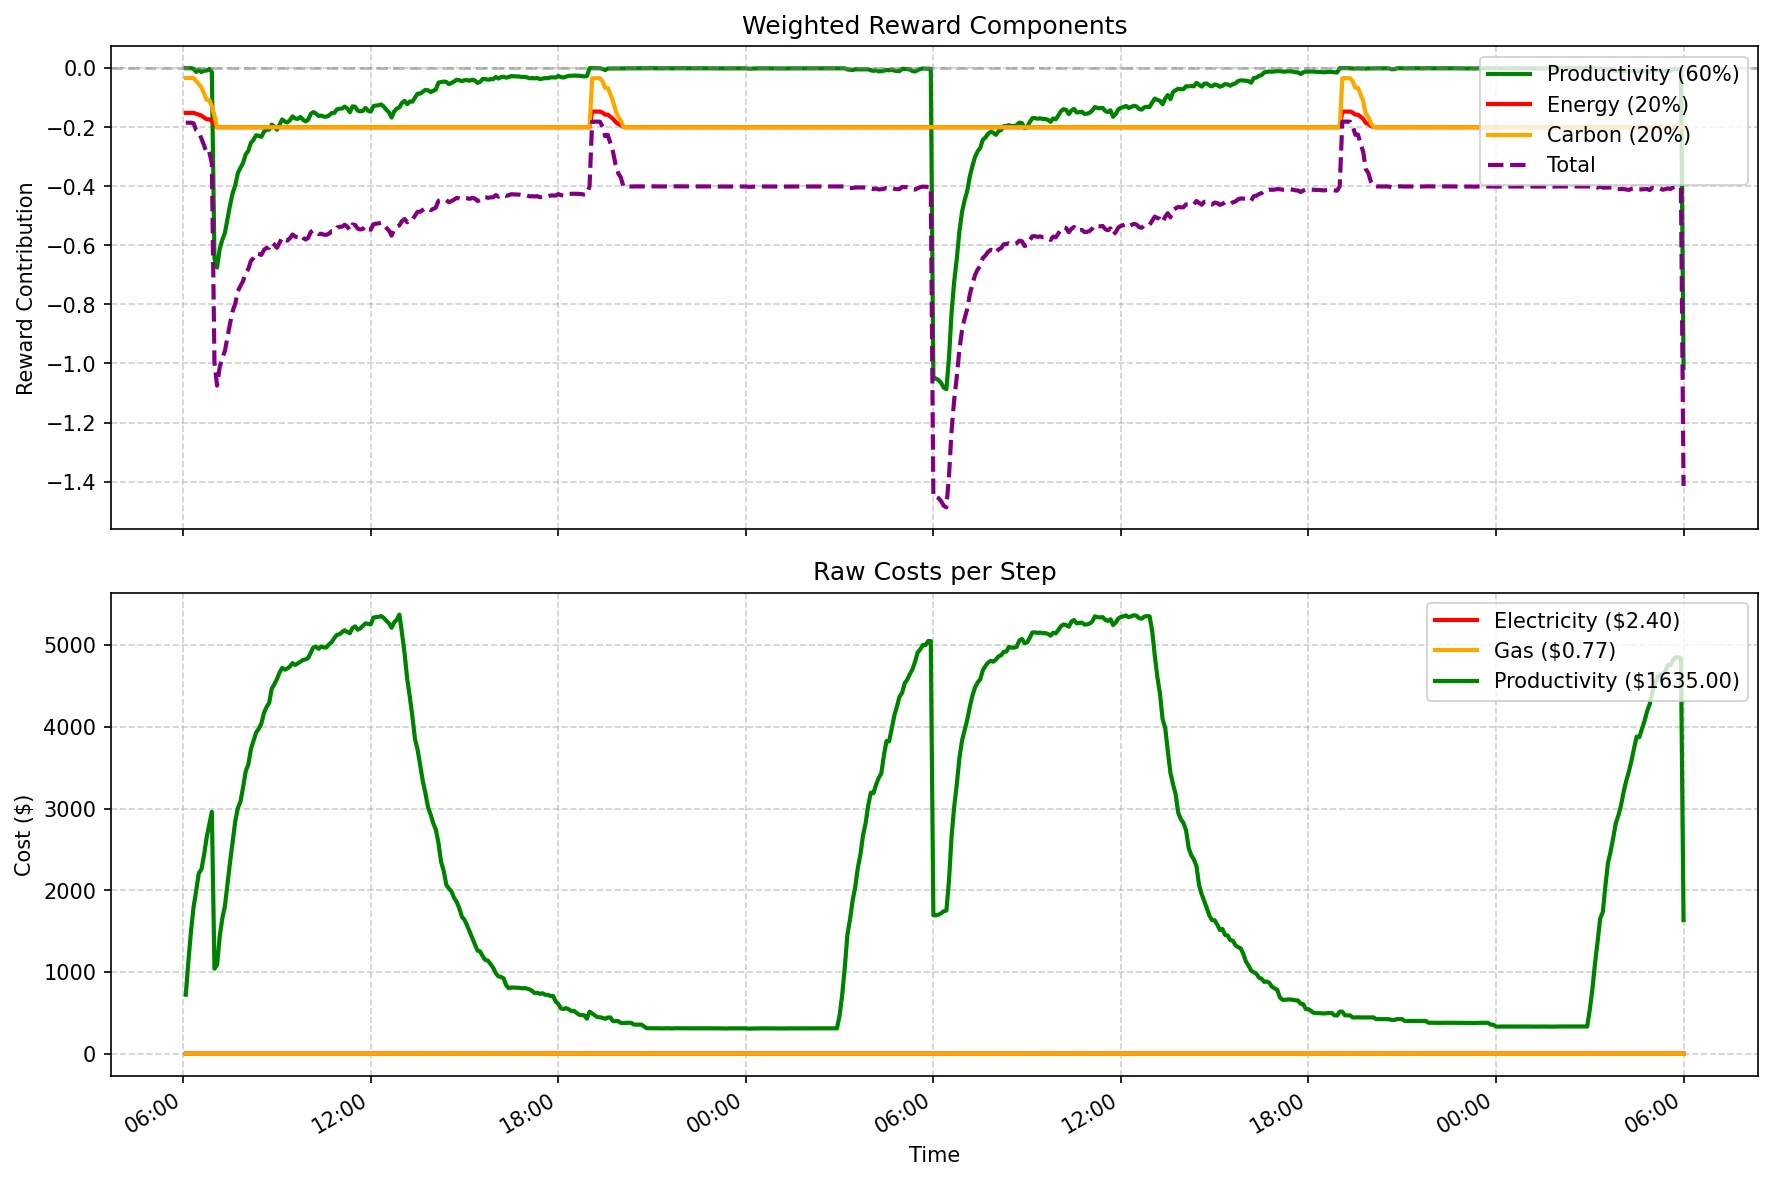 Weighted Reward Components
Reward Contribution
0.0
−0.2
−0.4
−0.6
−0.8
−1.0
−1.2
−1.4
Productivity (60%)
Energy (20%)
Carbon (20%)
Total
Raw Costs per Step
Cost ($)
5000
4000
3000
2000
1000
0
Electricity ($2.40)
Gas ($0.77)
Productivity ($1635.00)
06:00
12:00
18:00
00:00
06:00
12:00
18:00
00:00
06:00
Time